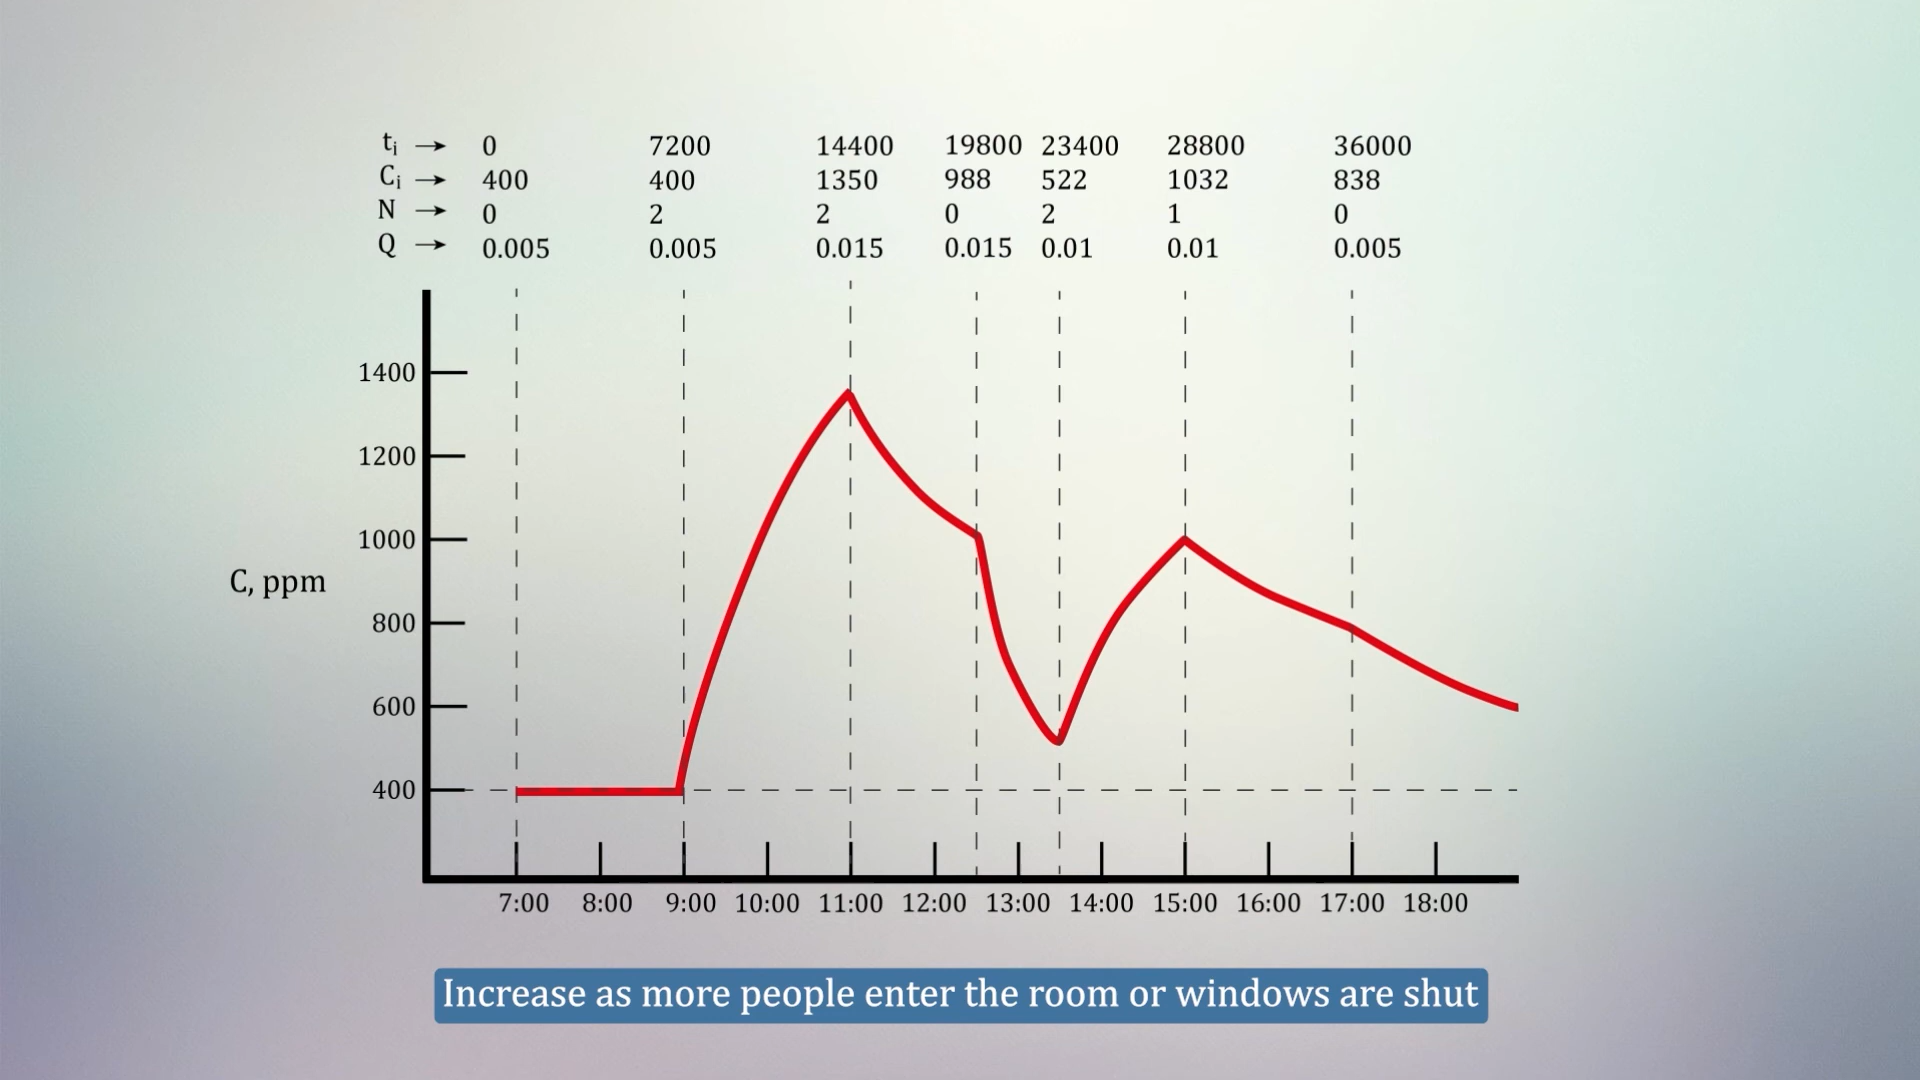 tᵢ → 0 7200 14400 19800 23400 28800 36000
Cᵢ → 400 400 1350 988 522 1032 838
N → 0 2 2 0 2 1 0
Q → 0.005 0.005 0.015 0.015 0.01 0.01 0.005
1400
1200
1000
C, ppm
800
600
400
7:00 8:00 9:00 10:00 11:00 12:00 13:00 14:00 15:00 16:00 17:00 18:00
Increase as more people enter the room or windows are shut